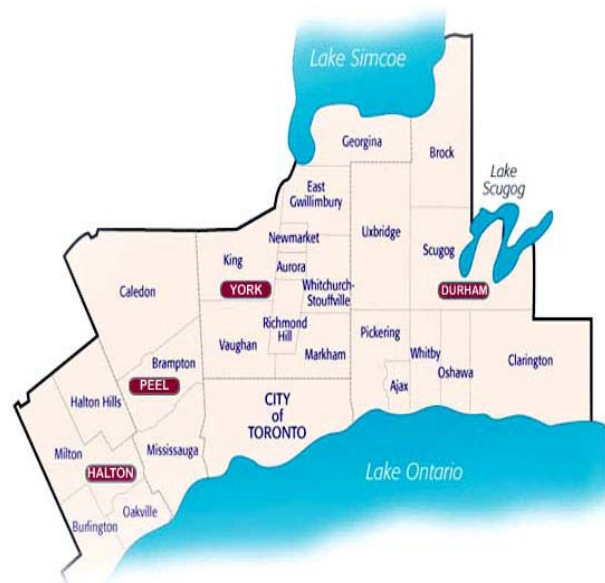 Lake Simcoe
Georgina
Brock
Lake
Scugog
East
Gwillimbury
Uxbridge
Scugog
DURHAM
Newmarket
King
Aurora
YORK
Whitchurch-
Stouffville
Caledon
Richmond
Hill
Vaughan
Markham
Pickering
Whitby
Ajax
Oshawa
Clarington
Brampton
PEEL
Halton Hills
CITY
of
TORONTO
Mississauga
Milton
HALTON
Lake Ontario
Oakville
Burlington